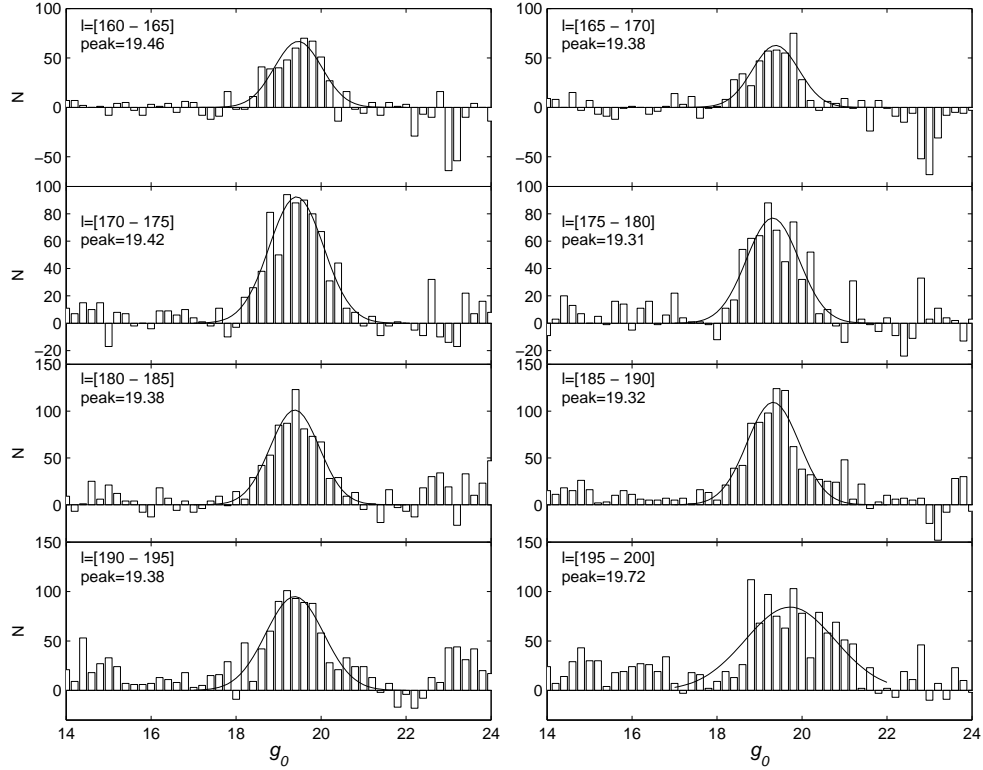 100
50
0
−50
N
l=[160 − 165]
peak=19.46
100
50
0
−50
l=[165 − 170]
peak=19.38
100
80
60
40
20
0
−20
N
l=[170 − 175]
peak=19.42
80
60
40
20
0
−20
l=[175 − 180]
peak=19.31
150
100
50
0
N
l=[180 − 185]
peak=19.38
150
100
50
0
l=[185 − 190]
peak=19.32
150
100
50
0
N
l=[190 − 195]
peak=19.38
14 16 18 20 22 24
g0
150
100
50
0
l=[195 − 200]
peak=19.72
14 16 18 20 22 24
g0